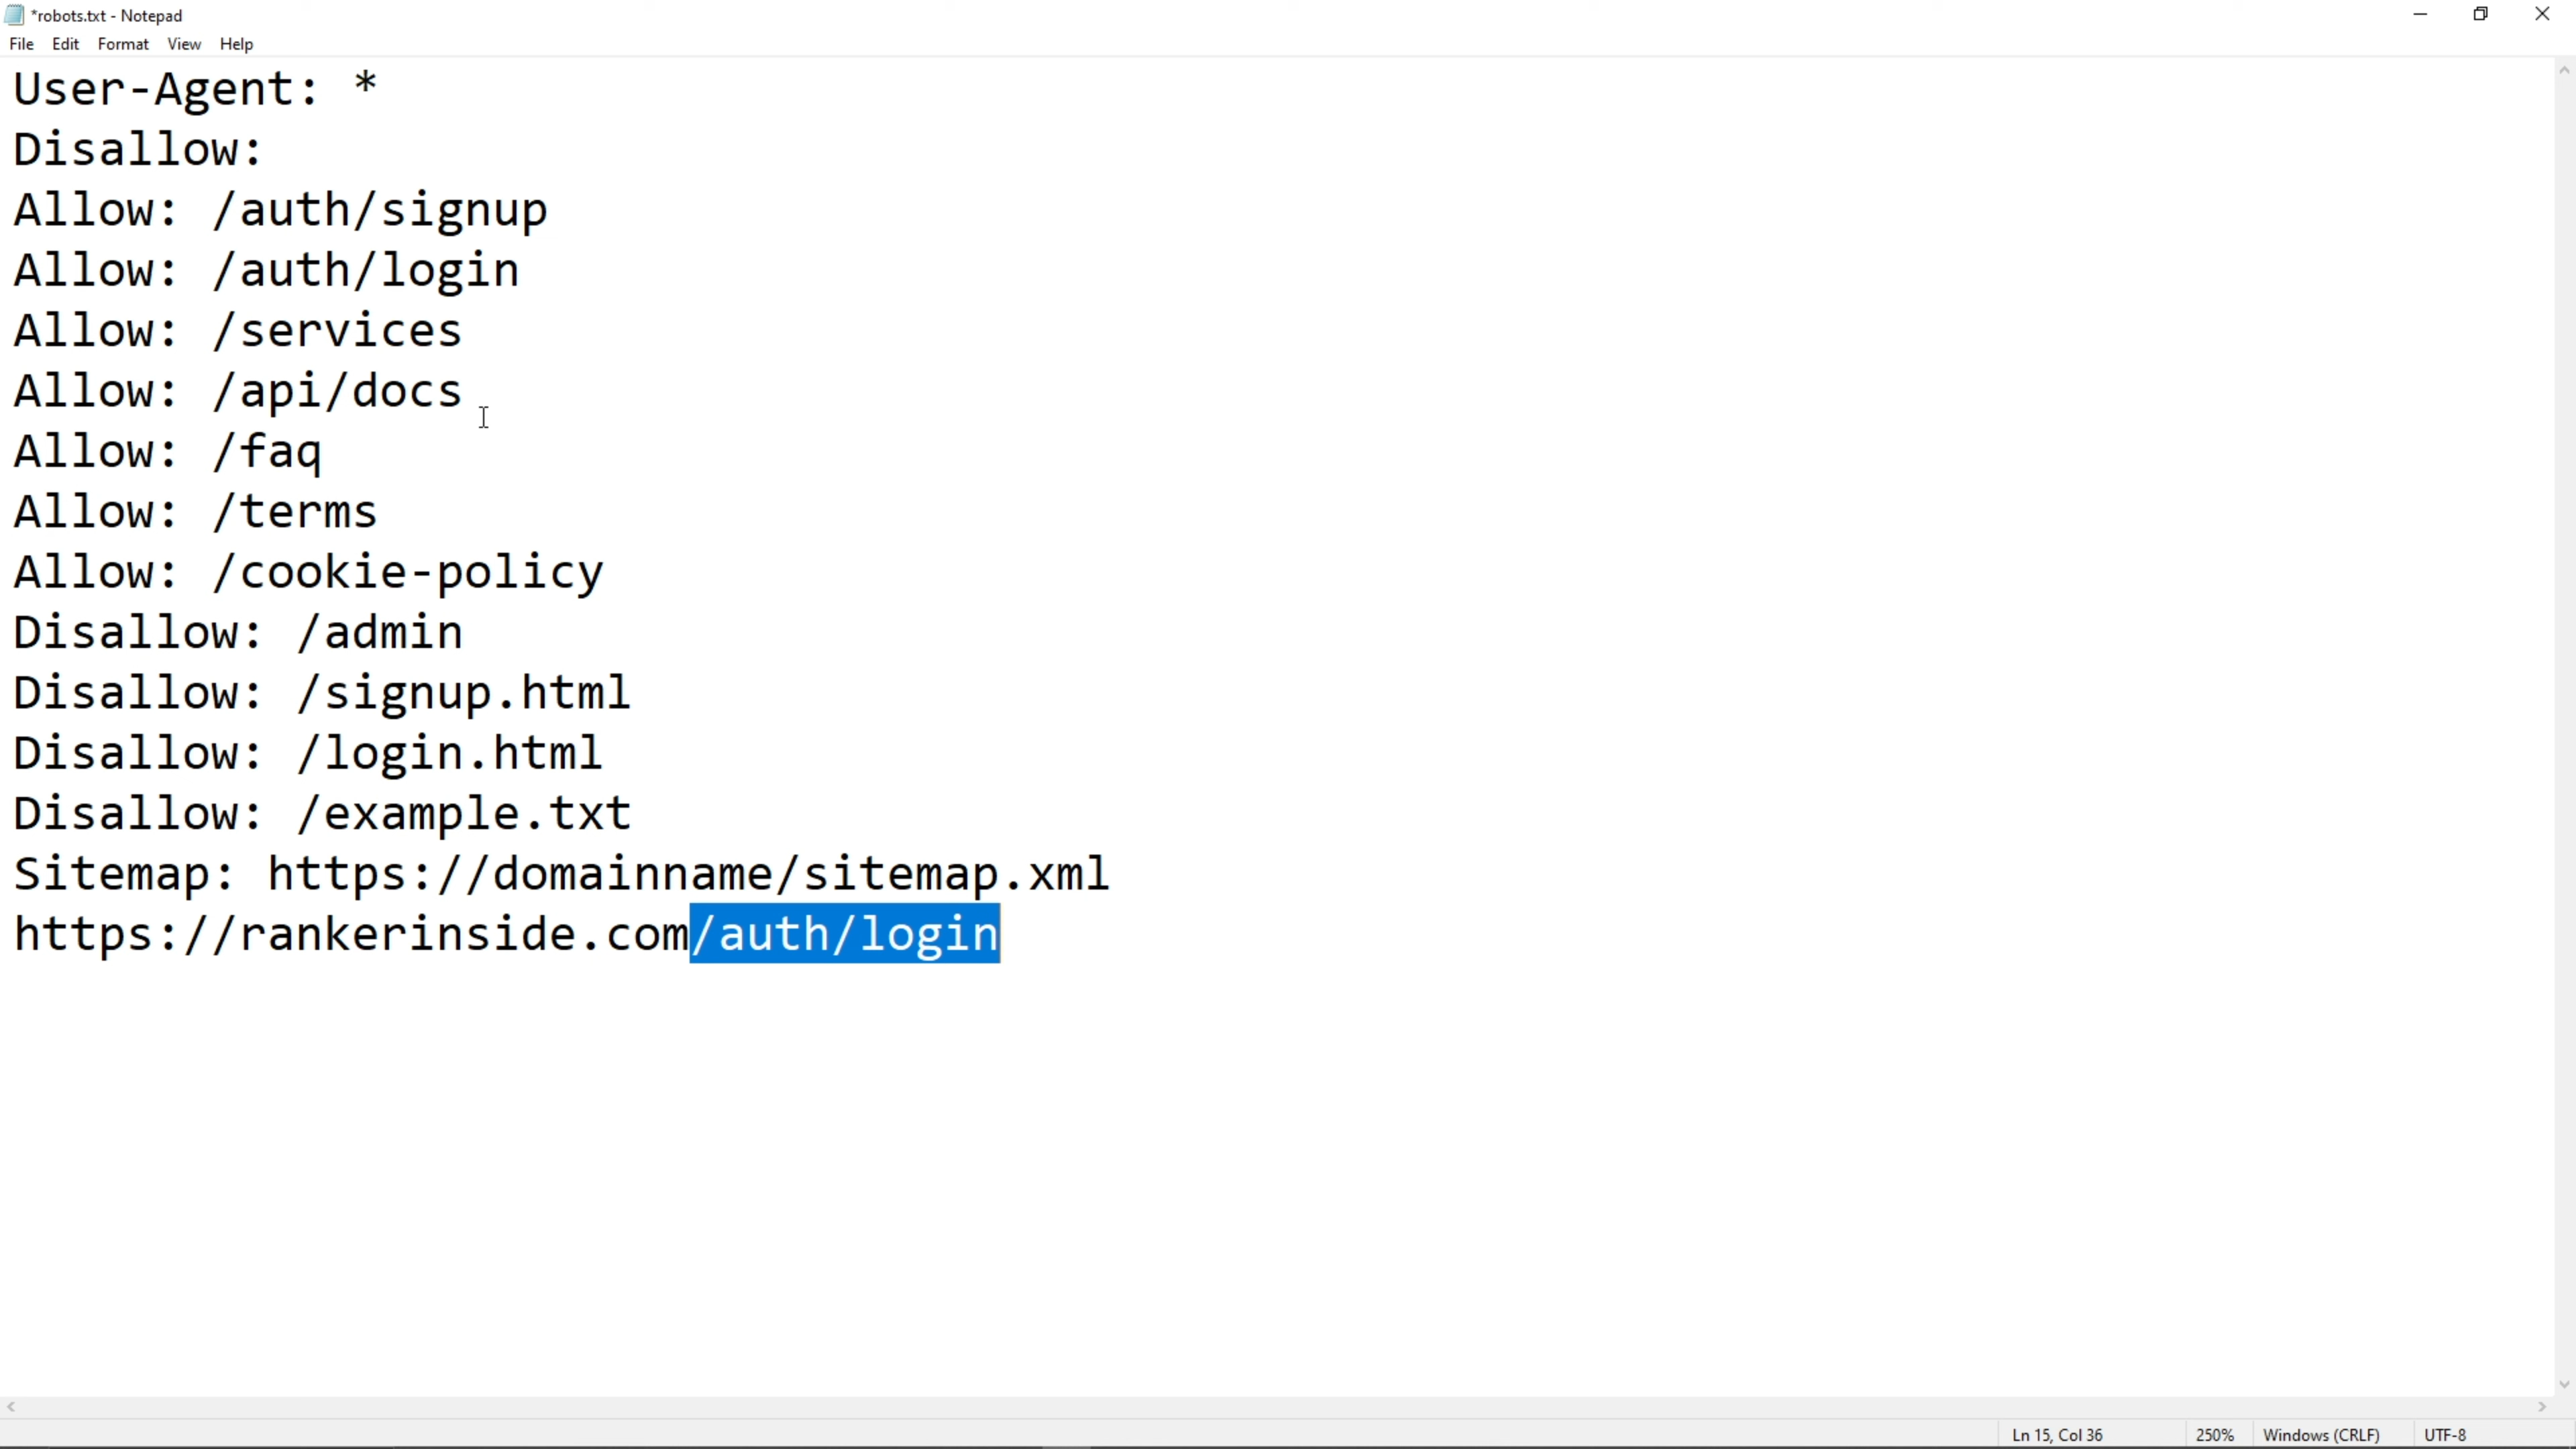 *robots.txt - Notepad
File Edit Format View Help
User-Agent: *
Disallow:
Allow: /auth/signup
Allow: /auth/login
Allow: /services
Allow: /api/docs
Allow: /faq
Allow: /terms
Allow: /cookie-policy
Disallow: /admin
Disallow: /signup.html
Disallow: /login.html
Disallow: /example.txt
Sitemap: https://domainname/sitemap.xml
https://rankerinside.com/auth/login
Ln 15, Col 36 250% Windows (CRLF) UTF-8